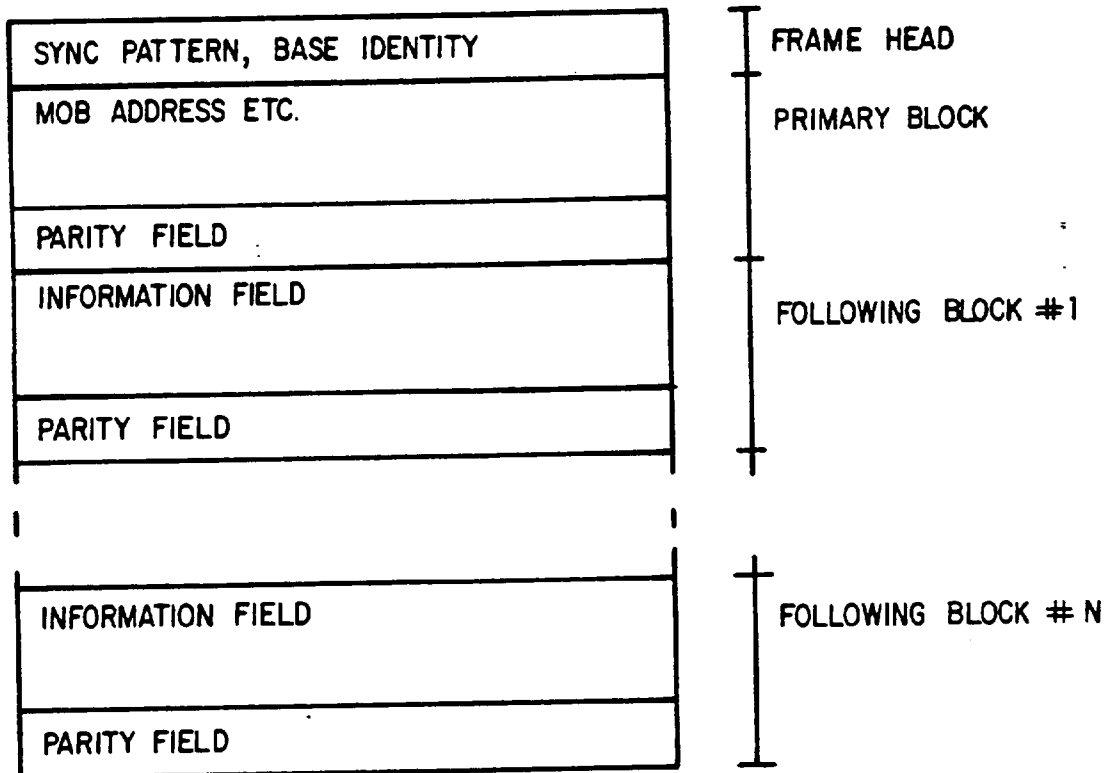 SYNC PATTERN, BASE IDENTITY
FRAME HEAD
MOB ADDRESS ETC.
PRIMARY BLOCK
PARITY FIELD
INFORMATION FIELD
FOLLOWING BLOCK #1
PARITY FIELD
INFORMATION FIELD
FOLLOWING BLOCK # N
PARITY FIELD